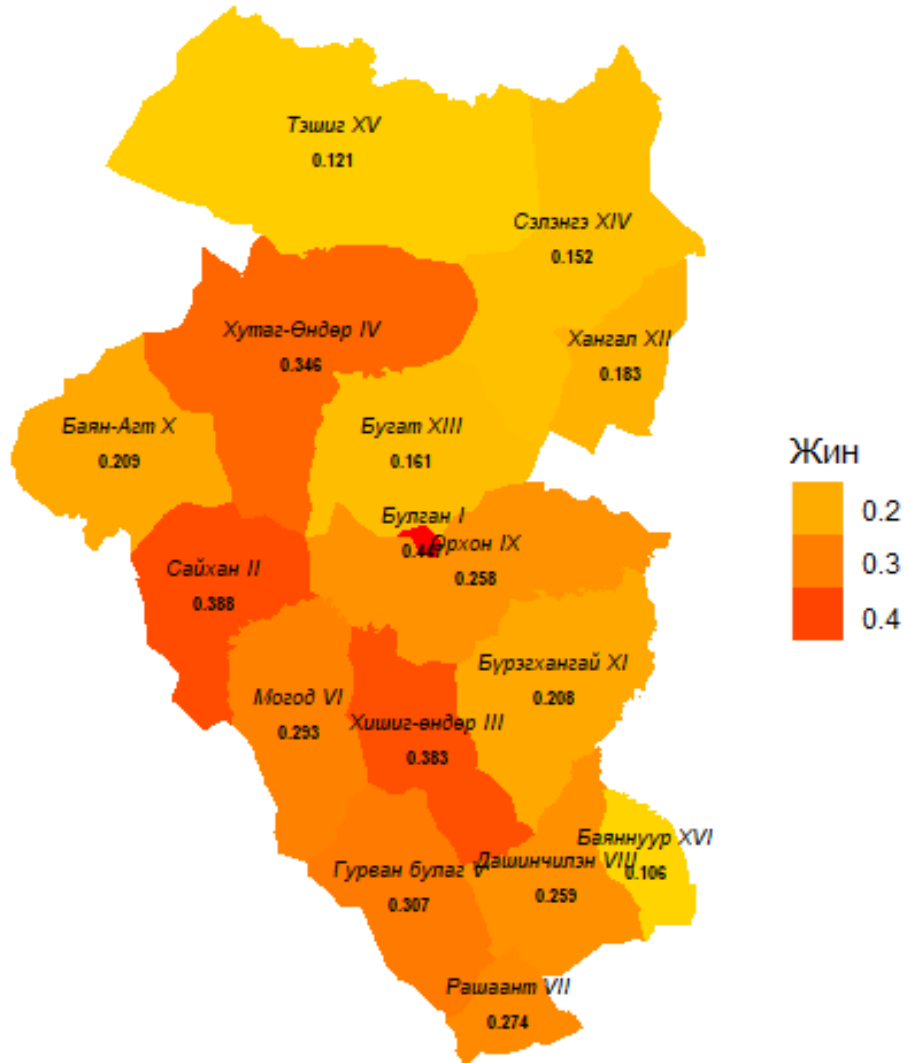 Тэшиг XV
0.121
Сэлэнгэ XIV
0.152
Хутаг-Өндөр IV
0.346
Хангал XII
0.183
Баян-Агт X
0.209
Бугат XIII
0.161
Жин
0.2
0.3
0.4
Булган I
0.447
Орхон IX
0.258
Сайхан II
0.388
Бүрэгхангай XI
0.208
Могод VI
0.293
Хишиг-өндөр III
0.383
Баяннуур XVI
0.106
Гурван булаг V
0.307
Дашинчилэн VIII
0.259
Рашаант VII
0.274